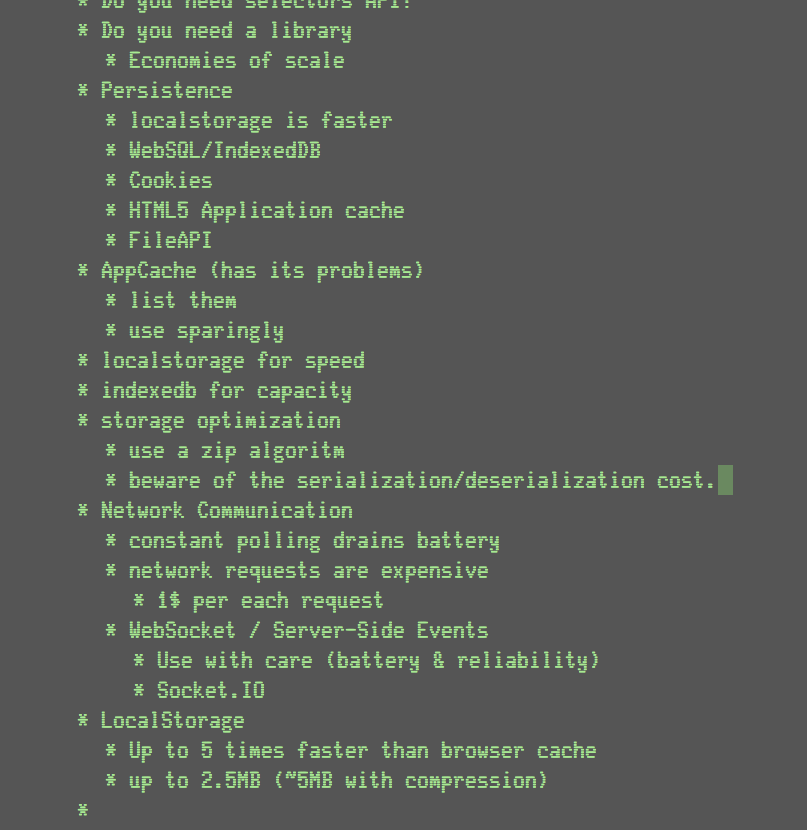 * Do you need selectors API?
* Do you need a library
* Economies of scale
* Persistence
* localstorage is faster
* WebSQL/IndexedDB
* Cookies
* HTML5 Application cache
* FileAPI
* AppCache (has its problems)
* list them
* use sparingly
* localstorage for speed
* indexedb for capacity
* storage optimization
* use a zip algoritm
* beware of the serialization/deserialization cost.
* Network Communication
* constant polling drains battery
* network requests are expensive
* 1$ per each request
* WebSocket / Server-Side Events
* Use with care (battery & reliability)
* Socket.IO
* LocalStorage
* Up to 5 times faster than browser cache
* up to 2.5MB (~5MB with compression)
*